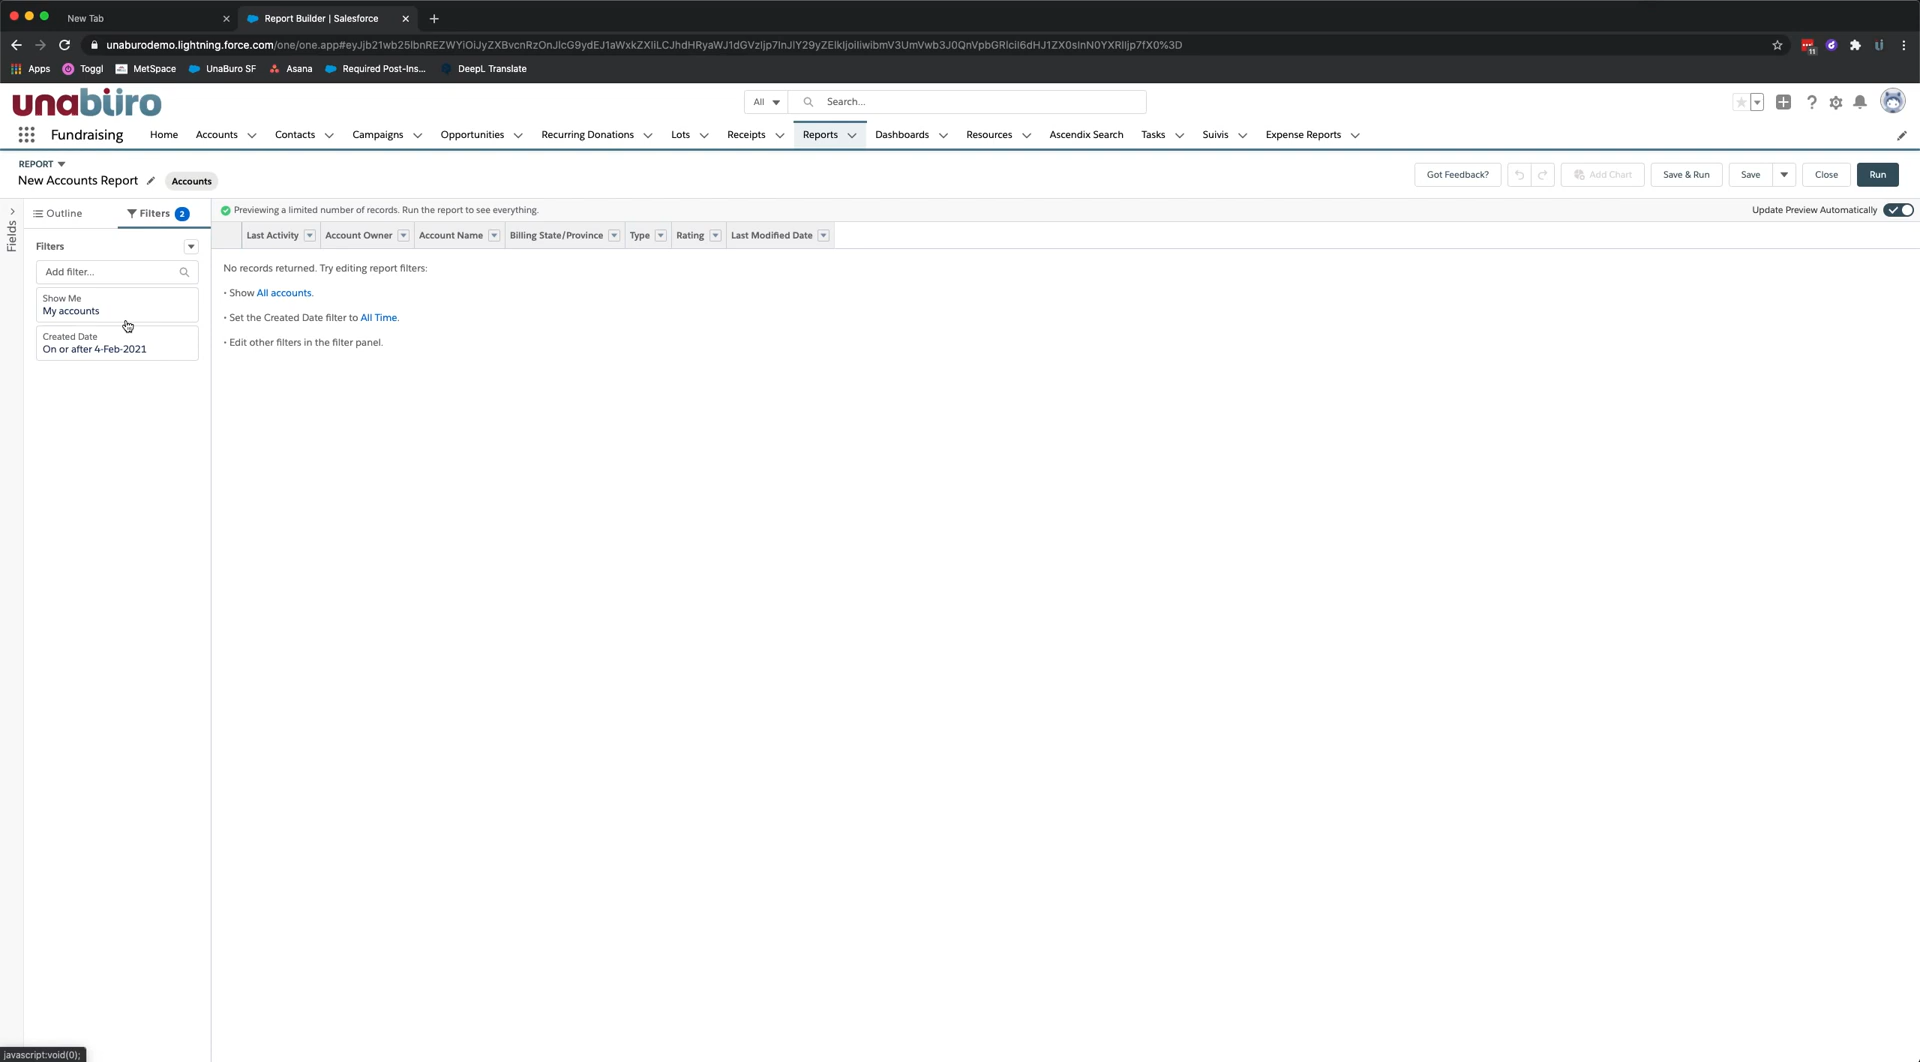 New Tab
Report Builder | Salesforce
unaburodemo.lightning.force.com
Apps Toggl MetSpace UnaBuro SF Asana Required Post-Ins... DeepL Translate
unabüro
All Search...
Fundraising Home Accounts Contacts Campaigns Opportunities Recurring Donations Lots Receipts Reports Dashboards Resources Ascendix Search Tasks Suivis Expense Reports
REPORT
New Accounts Report Accounts
Got Feedback? Add Chart Save & Run Save Close Run
Fields
Outline Filters 2
Previewing a limited number of records. Run the report to see everything.
Update Preview Automatically
Last Activity Account Owner Account Name Billing State/Province Type Rating Last Modified Date
Filters
Add filter...
Show Me
My accounts
Created Date
On or after 4-Feb-2021
No records returned. Try editing report filters:
• Show All accounts.
• Set the Created Date filter to All Time.
• Edit other filters in the filter panel.
javascript:void(0);
11